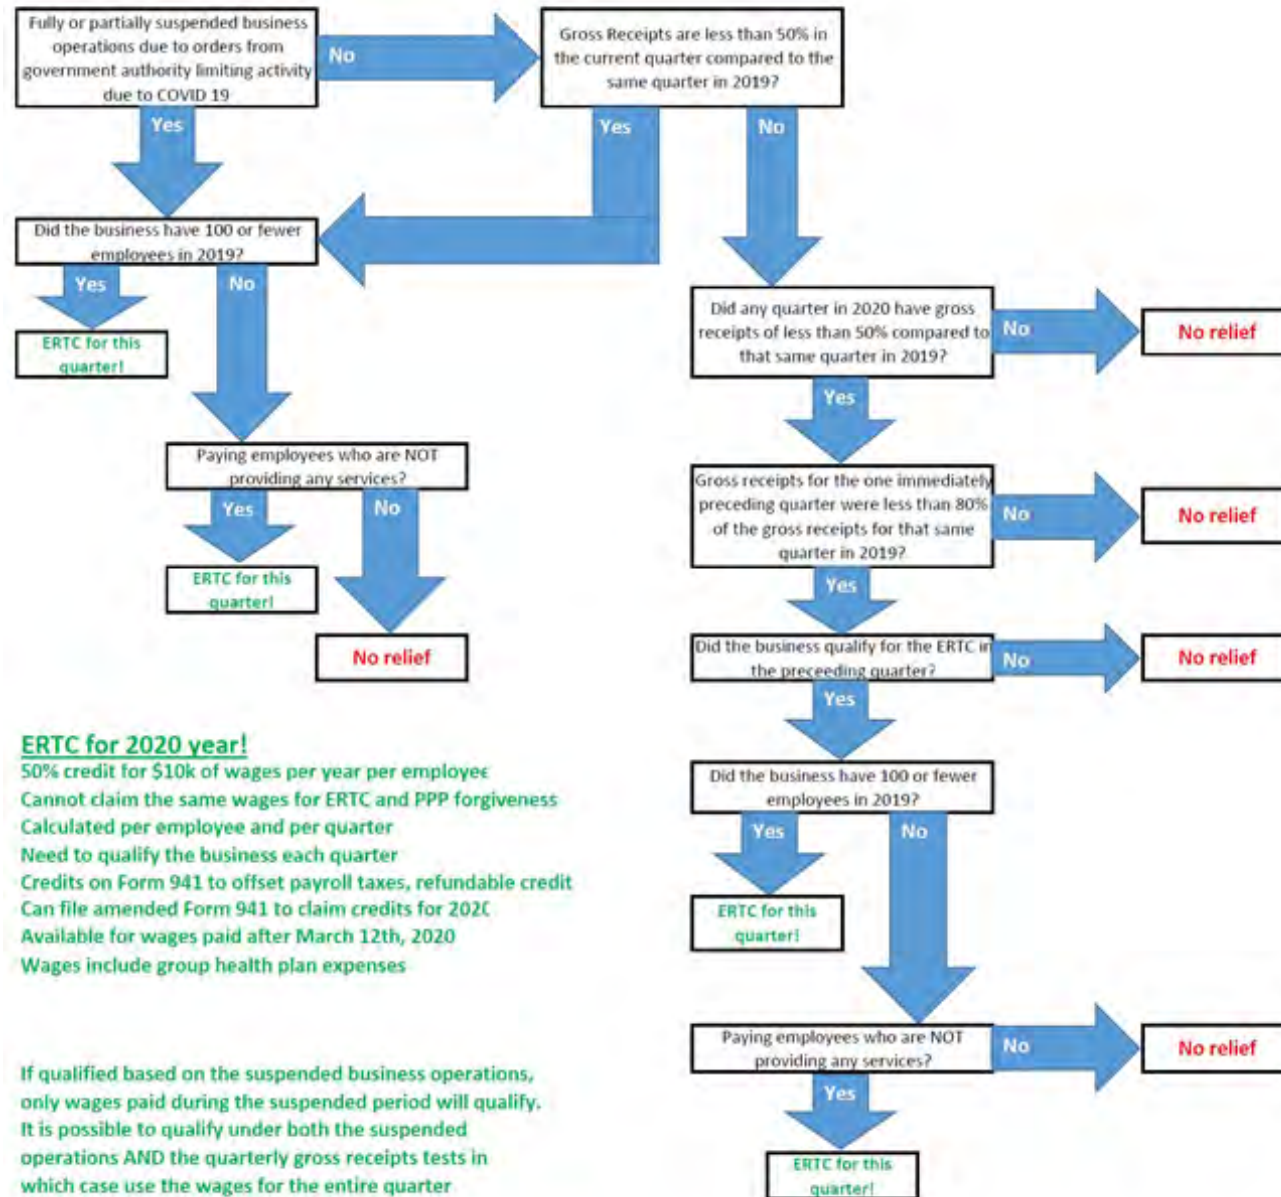 Fully or partially suspended business
operations due to orders from
government authority limiting activity
due to COVID 19
No
Gross Receipts are less than 50% in
the current quarter compared to the
same quarter in 2019?
Yes
Yes
No
Did the business have 100 or fewer
employees in 2019?
Yes
No
ERTC for this
quarter!
Did any quarter in 2020 have gross
receipts of less than 50% compared to
that same quarter in 2019?
No
No relief
Yes
Paying employees who are NOT
providing any services?
Yes
No
ERTC for this
quarter!
No relief
Gross receipts for the one immediately
preceding quarter were less than 80%
of the gross receipts for that same
quarter in 2019?
No
No relief
Yes
Did the business qualify for the ERTC in
the preceeding quarter?
No
No relief
Yes
Did the business have 100 or fewer
employees in 2019?
Yes
No
ERTC for this
quarter!
Paying employees who are NOT
providing any services?
No
No relief
Yes
ERTC for this
quarter!
ERTC for 2020 year!
50% credit for $10k of wages per year per employee
Cannot claim the same wages for ERTC and PPP forgiveness
Calculated per employee and per quarter
Need to qualify the business each quarter
Credits on Form 941 to offset payroll taxes, refundable credit
Can file amended Form 941 to claim credits for 2020
Available for wages paid after March 12th, 2020
Wages include group health plan expenses
If qualified based on the suspended business operations,
only wages paid during the suspended period will qualify.
It is possible to qualify under both the suspended
operations AND the quarterly gross receipts tests in
which case use the wages for the entire quarter